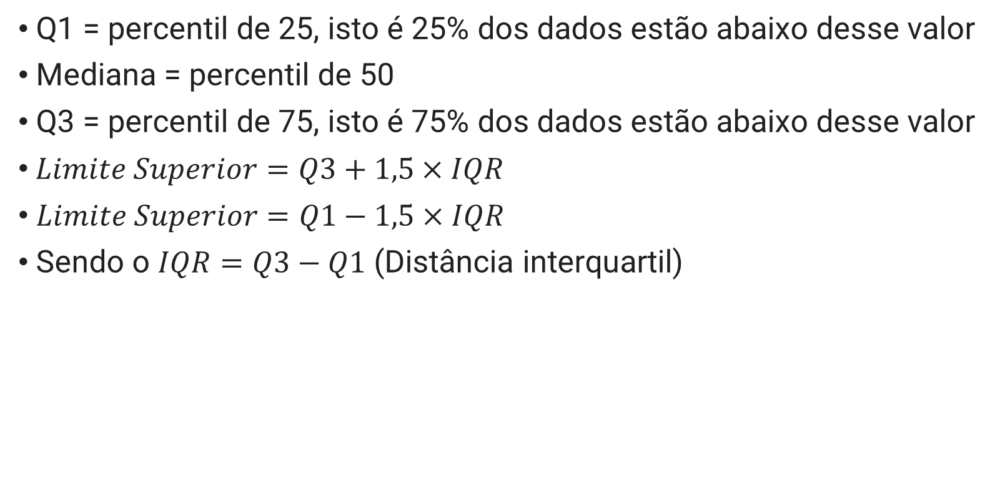 • Q1 = percentil de 25, isto é 25% dos dados estão abaixo desse valor
• Mediana = percentil de 50
• Q3 = percentil de 75, isto é 75% dos dados estão abaixo desse valor
• Limite Superior = Q3 + 1,5 × IQR
• Limite Superior = Q1 − 1,5 × IQR
• Sendo o IQR = Q3 − Q1 (Distância interquartil)